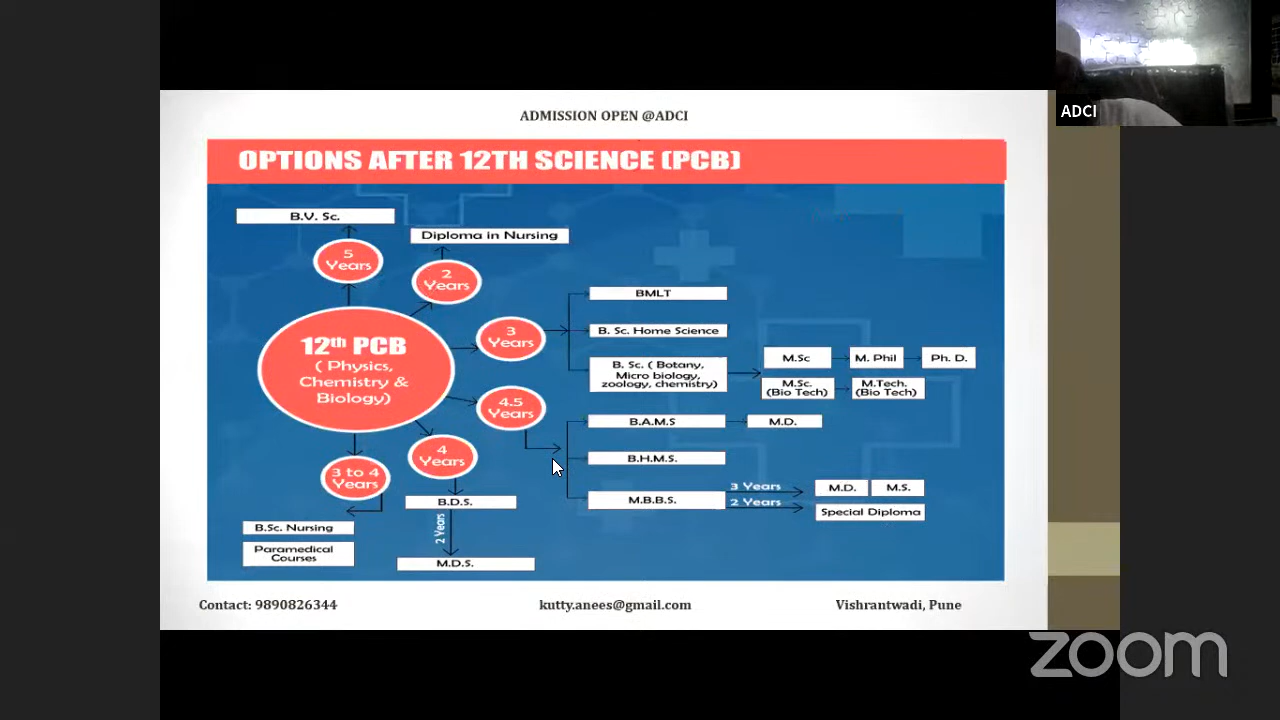 ADCI
ADMISSION OPEN @ADCI
OPTIONS AFTER 12TH SCIENCE (PCB)
B.V. Sc.
Diploma in Nursing
5
Years
2
Years
BMLT
12th PCB
( Physics,
Chemistry &
Biology)
3
Years
B. Sc. Home Science
B. Sc. ( Botany,
Micro biology,
zoology, chemistry)
M.Sc
M. Phil
Ph. D.
M.Sc.
(Bio Tech)
M.Tech.
(Bio Tech)
4.5
Years
B.A.M.S
M.D.
B.H.M.S.
4
Years
3 to 4
Years
M.B.B.S.
3 Years
2 Years
M.D.
M.S.
Special Diploma
B.D.S.
2 Years
M.D.S.
B.Sc. Nursing
Paramedical
Courses
Contact: 9890826344
kutty.anees@gmail.com
Vishrantwadi, Pune
zoom